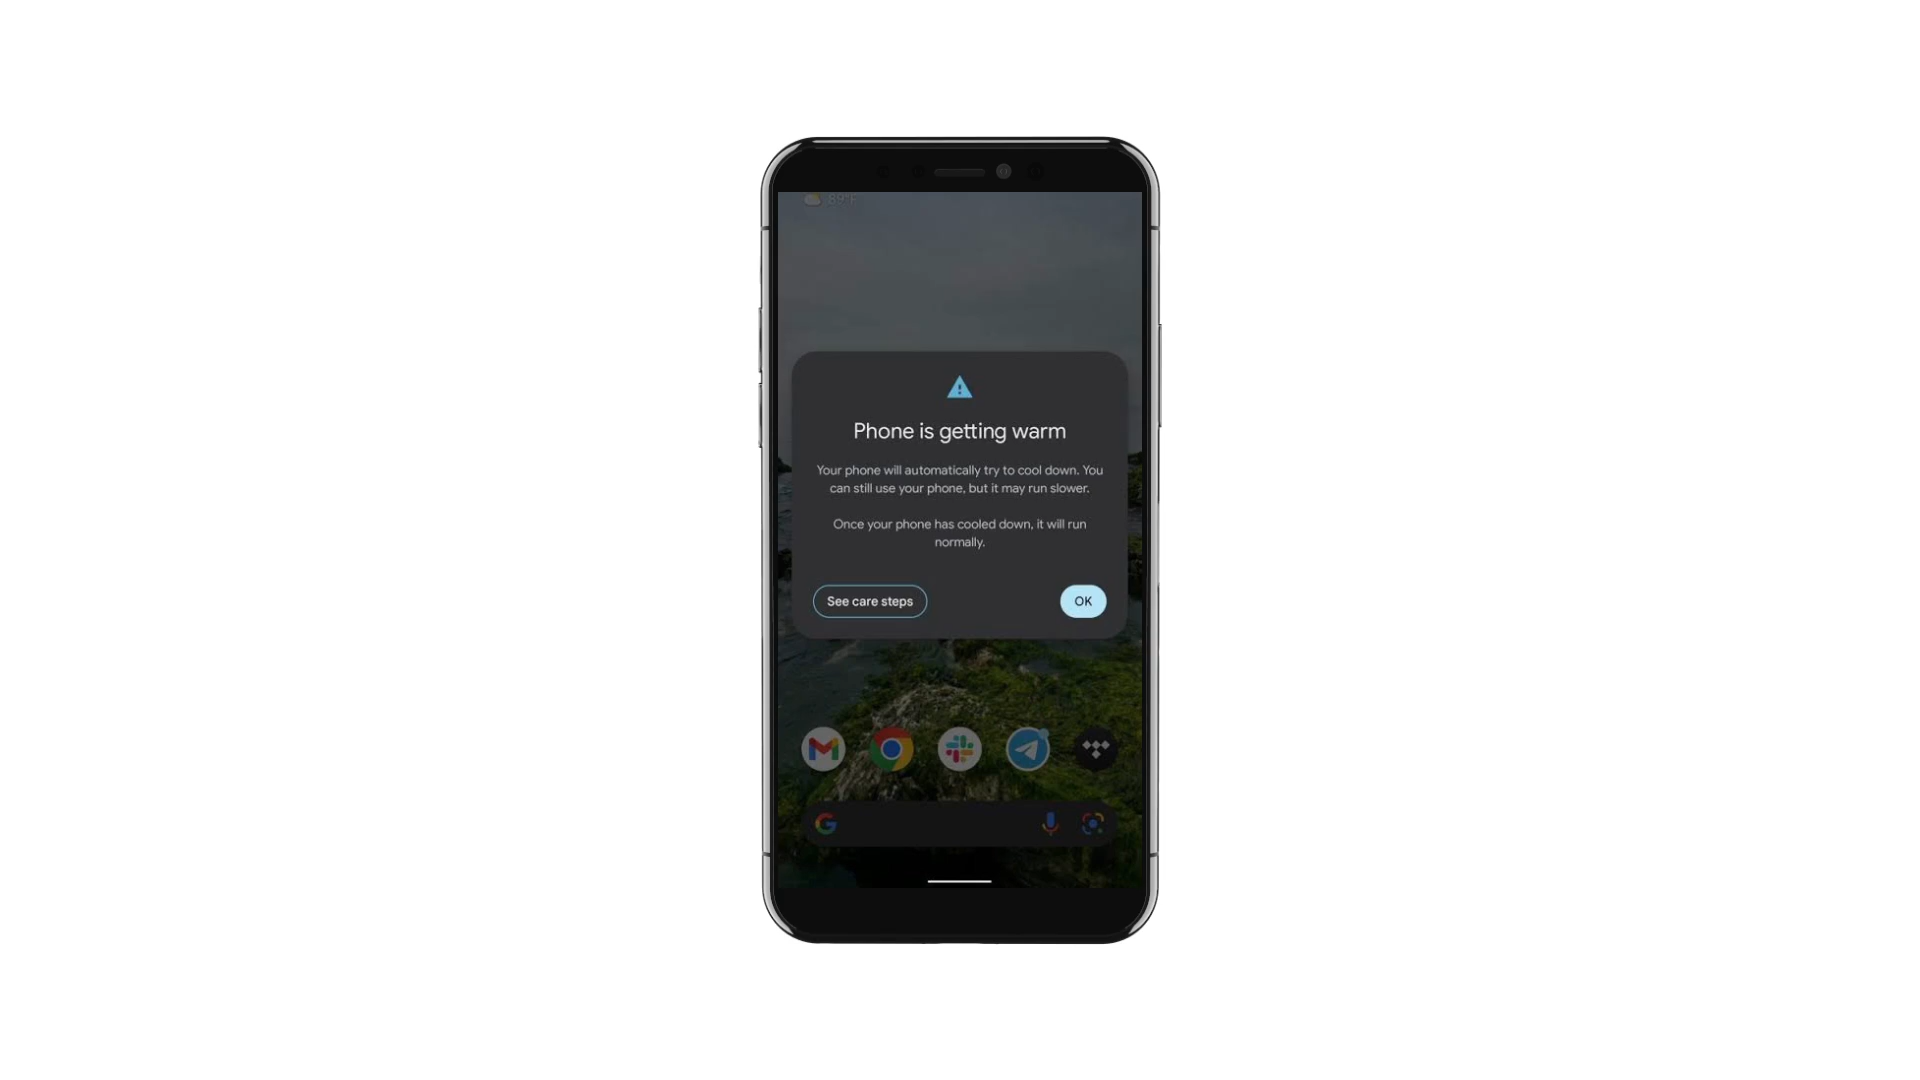 89°F
Phone is getting warm
Your phone will automatically try to cool down. You
can still use your phone, but it may run slower.
Once your phone has cooled down, it will run
normally.
See care steps
OK